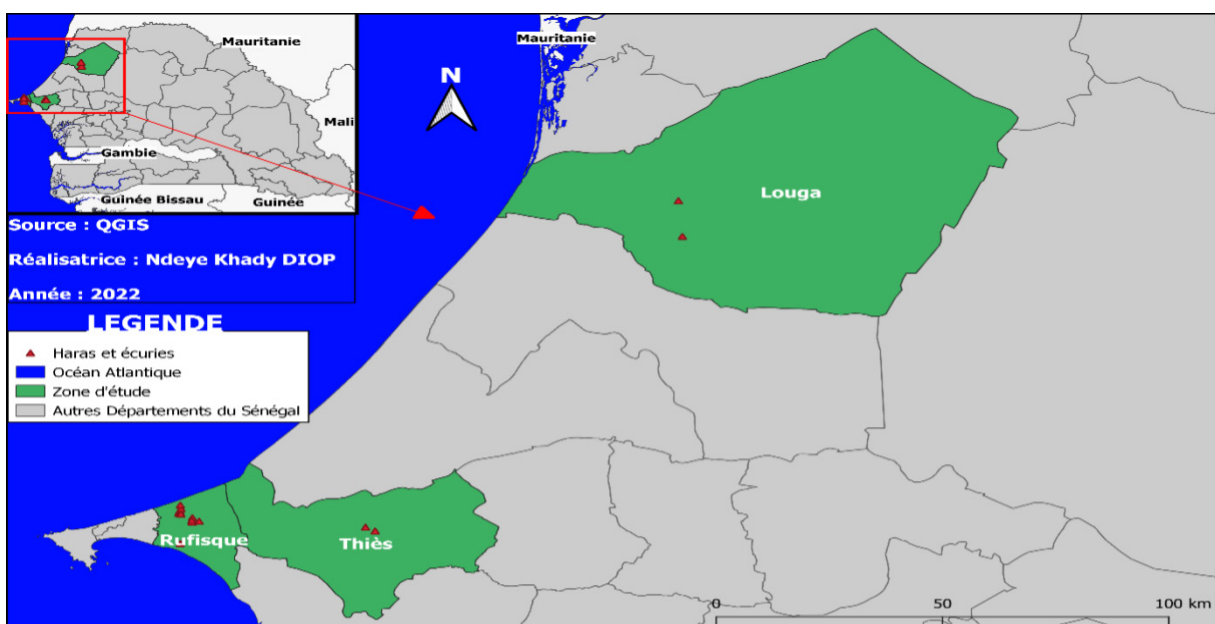 Mauritanie
Mali
Gambie
Guinée Bissau
Guinée
Source : QGIS
Réalisatrice : Ndeye Khady DIOP
Année : 2022
LEGENDE
Haras et écuries
Océan Atlantique
Zone d'étude
Autres Départements du Sénégal
Mauritanie
N
Louga
Rufisque
Thiès
0
50
100 km